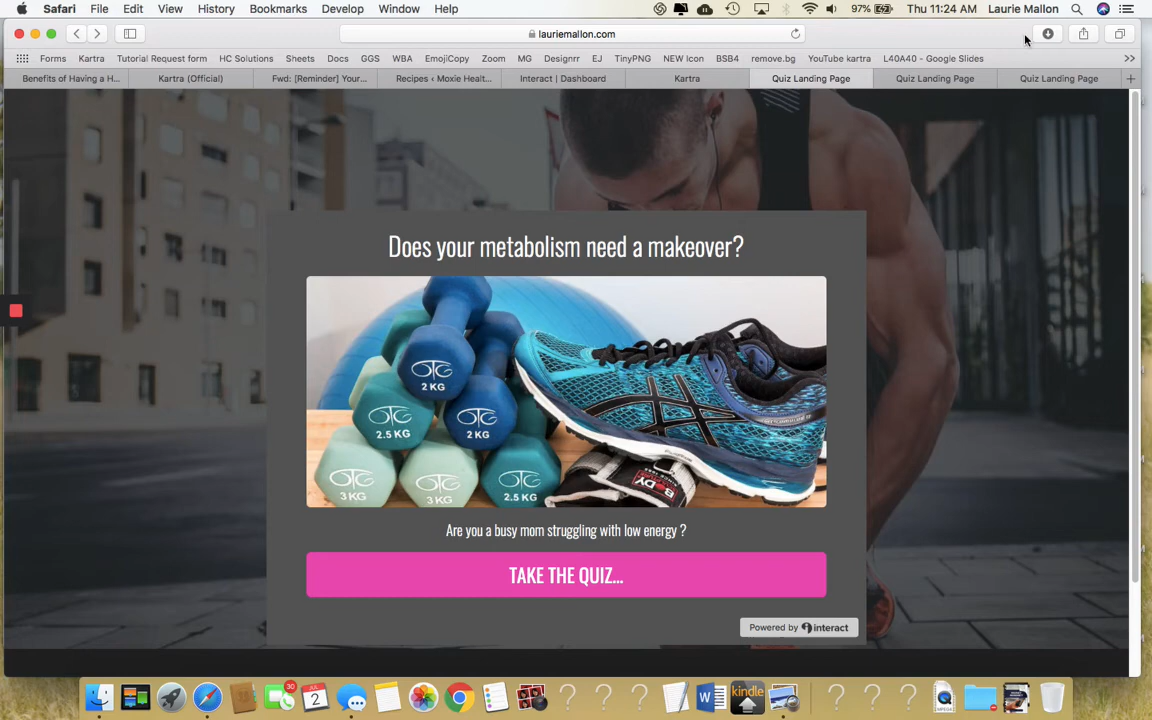 Safari File Edit View History Bookmarks Develop Window Help 97% Thu 11:24 AM Laurie Mallon
lauriemallon.com
Forms Kartra Tutorial Request form HC Solutions Sheets Docs GGS WBA EmojiCopy Zoom MG Designrr EJ TinyPNG NEW Icon BSB4 remove.bg YouTube kartra L40A40 - Google Slides >>
Benefits of Having a H... Kartra (Official) Fwd: [Reminder] Your... Recipes ‹ Moxie Healt... Interact | Dashboard Kartra Quiz Landing Page Quiz Landing Page Quiz Landing Page +
Does your metabolism need a makeover?
2 KG
2.5 KG
2 KG
3 KG
3 KG
2.5 KG
BODY
Are you a busy mom struggling with low energy ?
TAKE THE QUIZ...
Powered by interact
30
JUL
2
W
kindle
? ? ? ? ? ?